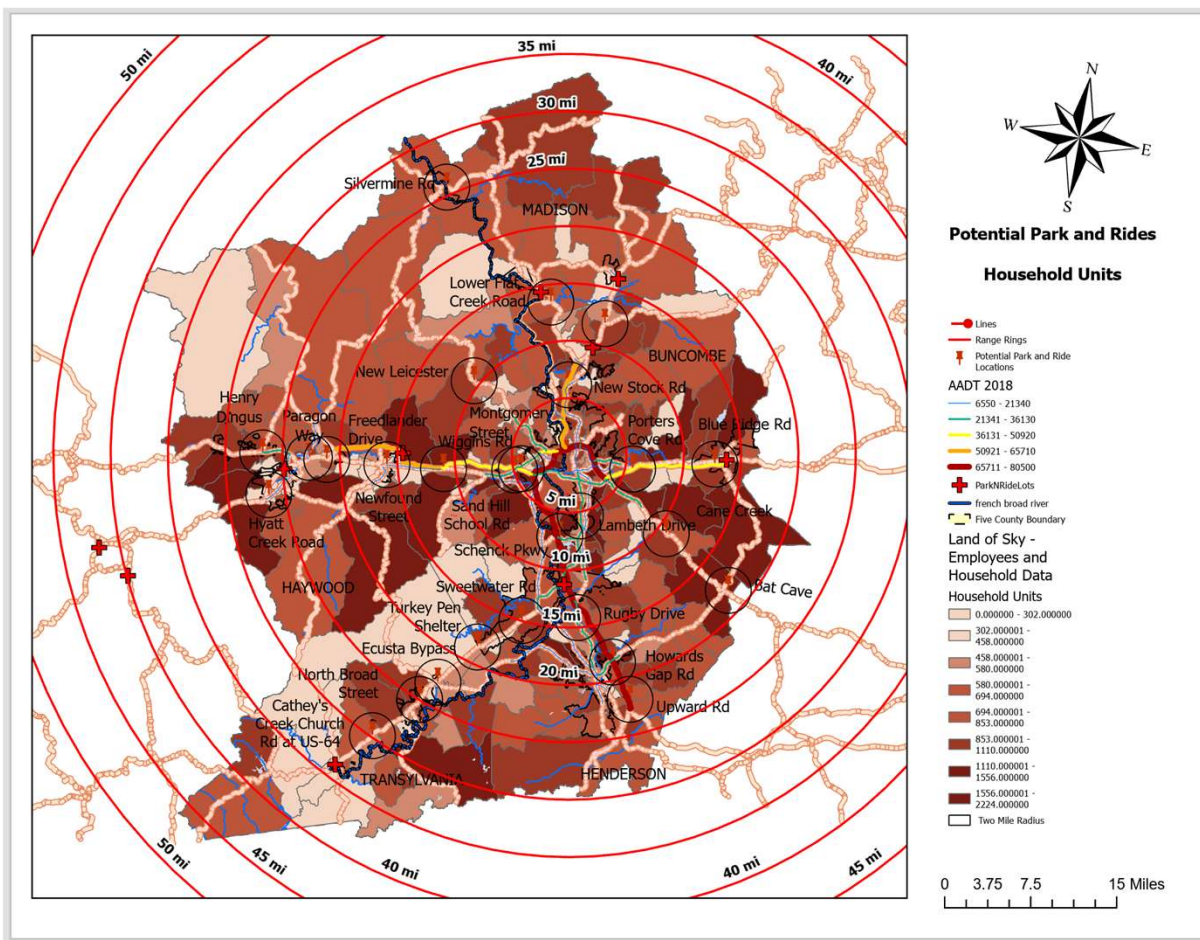 50 mi
35 mi
40 mi
30 mi
25 mi
Silvermine Rd
MADISON
Lower Flat
Creek Road
BUNCOMBE
New Leicester
New Stock Rd
Henry
Dingus
Paragon
Way
Freedlander
Drive
Montgomery
Street
Wiggins Rd
Porters
Cove Rd
Blue Ridge Rd
5 mi
Newfound
Street
Sand Hill
School Rd
Lambeth Drive
Cane Creek
Hyatt
Creek Road
Schenck Pkwy
10 mi
HAYWOOD
Sweetwater Rd
Bat Cave
Turkey Pen
Shelter
15 mi
Rugby Drive
Ecusta Bypass
North Broad
Street
20 mi
Howards
Gap Rd
Cathey's
Creek Church
Rd at US-64
Upward Rd
TRANSYLVANIA
HENDERSON
50 mi
45 mi
40 mi
40 mi
45 mi
N
W
E
S
Potential Park and Rides
Household Units
Lines
Range Rings
Potential Park and Ride
Locations
AADT 2018
6550 - 21340
21341 - 36130
36131 - 50920
50921 - 65710
65711 - 80500
ParkNRideLots
french broad river
Five County Boundary
Land of Sky -
Employees and
Household Data
Household Units
0.000000 - 302.000000
302.000001 -
458.000000
458.000001 -
580.000000
580.000001 -
694.000000
694.000001 -
853.000000
853.000001 -
1110.000000
1110.000001 -
1556.000000
1556.000001 -
2224.000000
Two Mile Radius
0 3.75 7.5 15 Miles